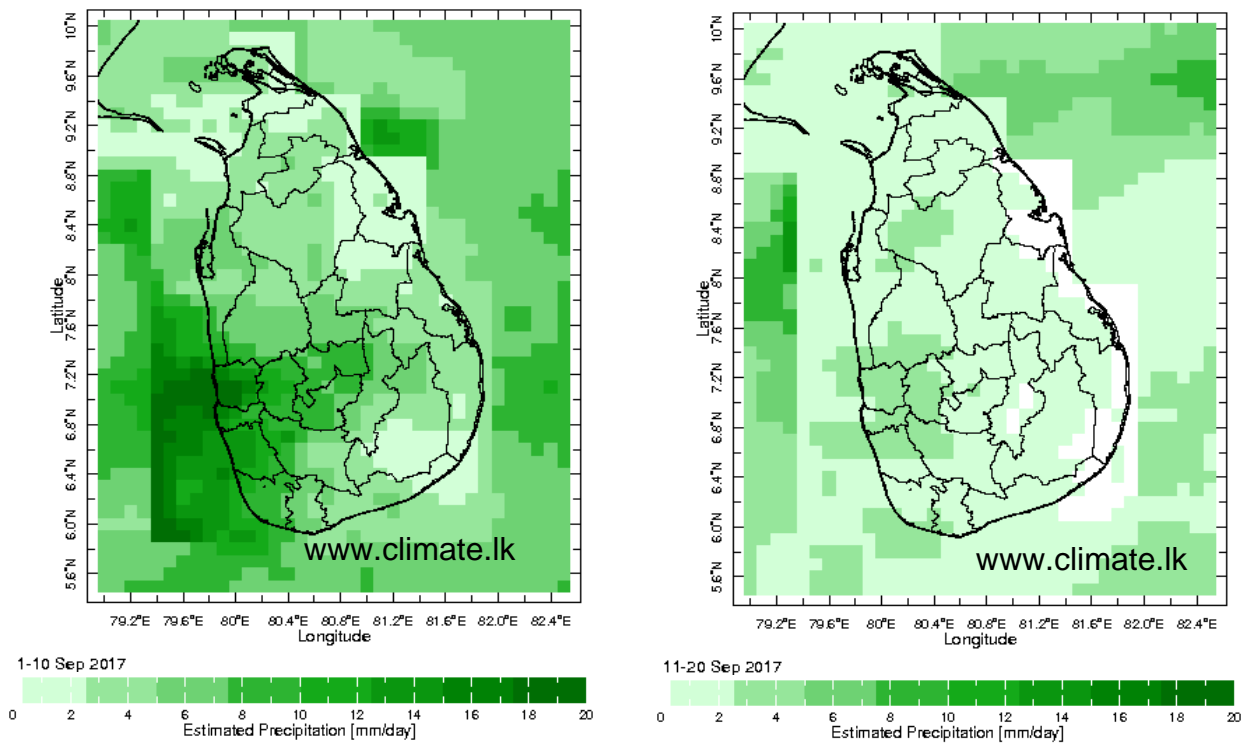 10°N
9.6°N
9.2°N
8.8°N
8.4°N
8°N
7.6°N
7.2°N
6.8°N
6.4°N
6.0°N
5.6°N
Latitude
www.climate.lk
79.2°E 79.6°E 80°E 80.4°E 80.8°E 81.2°E 81.6°E 82.0°E 82.4°E
Longitude
1-10 Sep 2017
0 2 4 6 8 10 12 14 16 18 20
Estimated Precipitation [mm/day]
10°N
9.6°N
9.2°N
8.8°N
8.4°N
8°N
7.6°N
7.2°N
6.8°N
6.4°N
6.0°N
5.6°N
Latitude
www.climate.lk
79.2°E 79.6°E 80°E 80.4°E 80.8°E 81.2°E 81.6°E 82.0°E 82.4°E
Longitude
11-20 Sep 2017
0 2 4 6 8 10 12 14 16 18 20
Estimated Precipitation [mm/day]